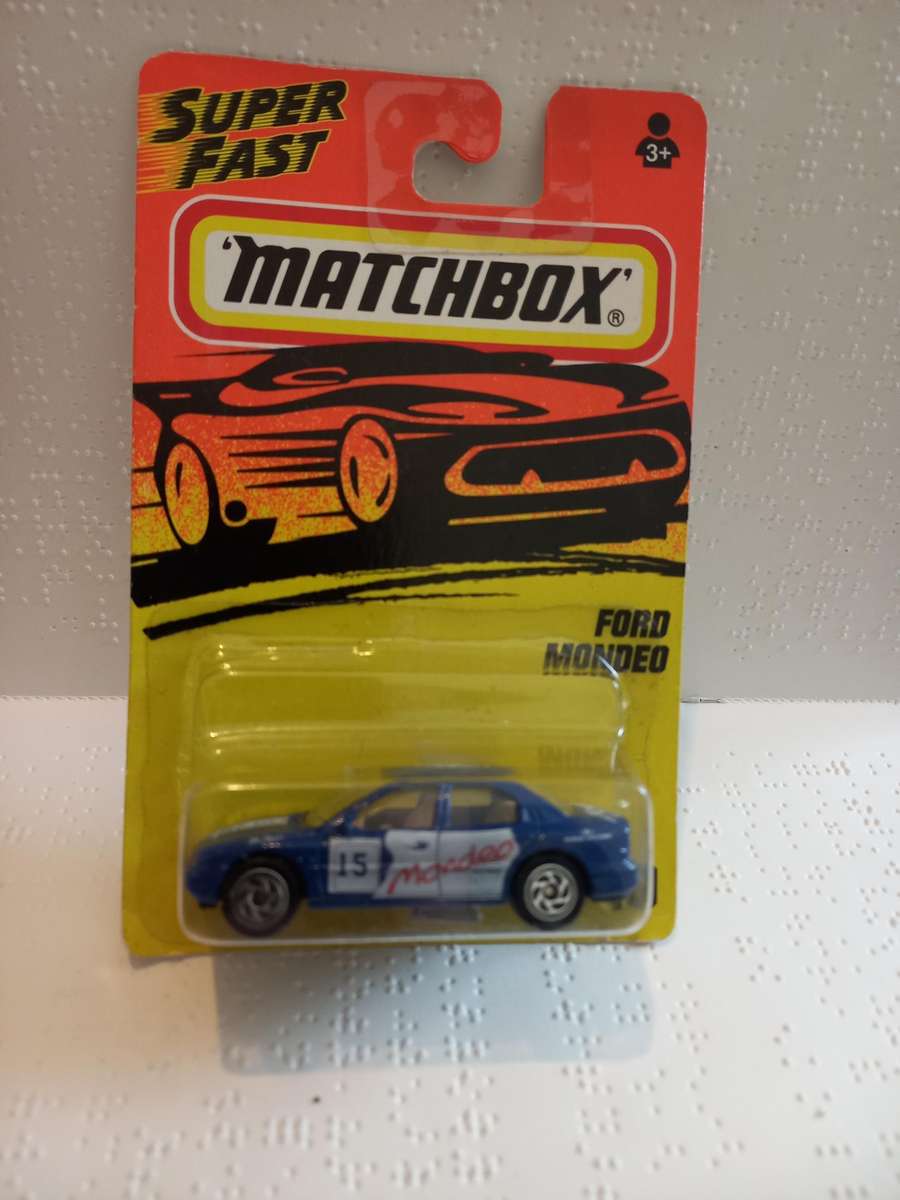 SUPER
FAST
3+
'MATCHBOX'®
FORD
MONDEO
15
Mondeo